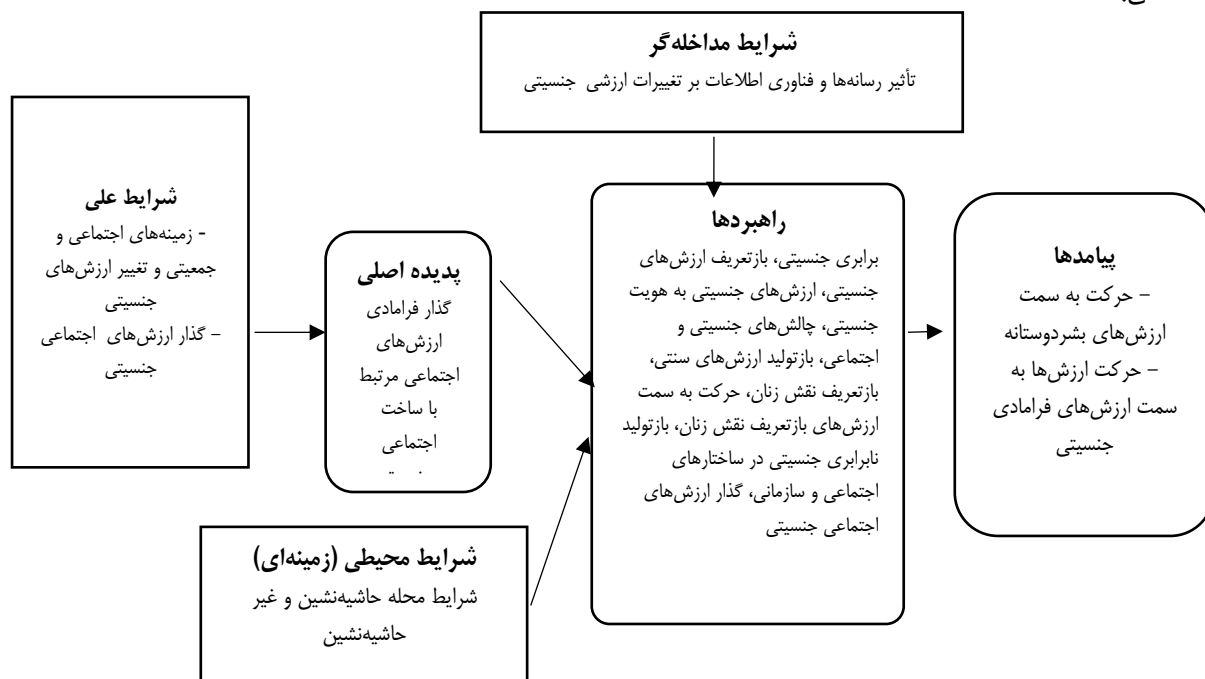 شرایط مداخله‌گر
تأثیر رسانه‌ها و فناوری اطلاعات بر تغییرات ارزشی جنسیتی
شرایط علی
- زمینه‌های اجتماعی و
جمعیتی و تغییر ارزش‌های
جنسیتی
– گذار ارزش‌های اجتماعی
جنسیتی
پدیده اصلی
گذار فرامادی
ارزش‌های
اجتماعی مرتبط
با ساخت
اجتماعی
راهبردها
برابری جنسیتی، بازتعریف ارزش‌های
جنسیتی، ارزش‌های جنسیتی به هویت
جنسیتی، چالش‌های جنسیتی و
اجتماعی، بازتولید ارزش‌های سنتی،
بازتعریف نقش زنان، حرکت به سمت
ارزش‌های بازتعریف نقش زنان، بازتولید
نابرابری جنسیتی در ساختارهای
اجتماعی و سازمانی، گذار ارزش‌های
اجتماعی جنسیتی
پیامدها
– حرکت به سمت
ارزش‌های بشردوستانه
– حرکت ارزش‌ها به
سمت ارزش‌های فرامادی
جنسیتی
شرایط محیطی (زمینه‌ای)
شرایط محله حاشیه‌نشین و غیر
حاشیه‌نشین